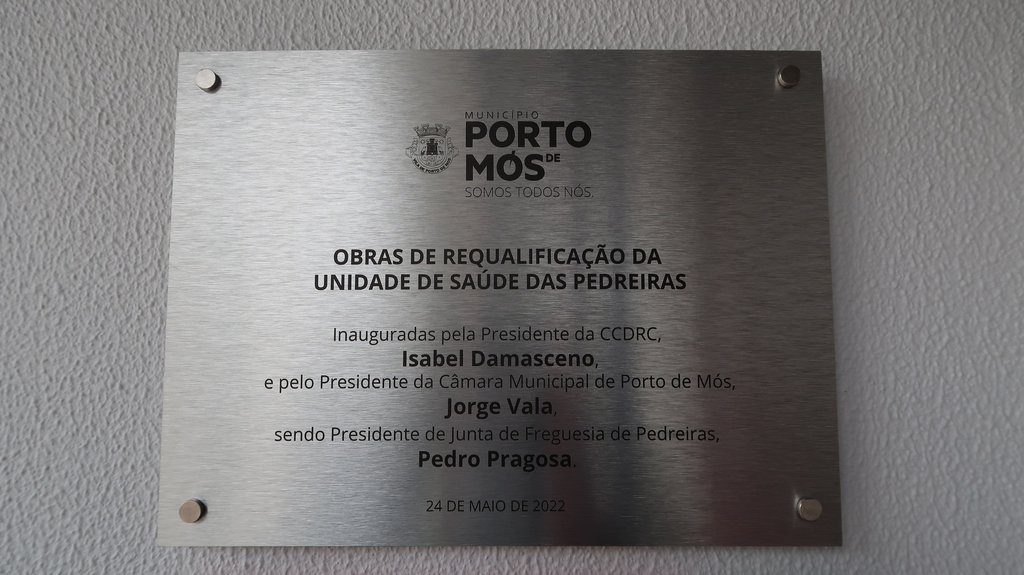 MUNICÍPIO
PORTO
DE
MÓS
SOMOS TODOS NÓS.
OBRAS DE REQUALIFICAÇÃO DA
UNIDADE DE SAÚDE DAS PEDREIRAS
Inauguradas pela Presidente da CCDRC,
Isabel Damasceno,
e pelo Presidente da Câmara Municipal de Porto de Mós,
Jorge Vala,
sendo Presidente de Junta de Freguesia de Pedreiras,
Pedro Pragosa.
24 DE MAIO DE 2022